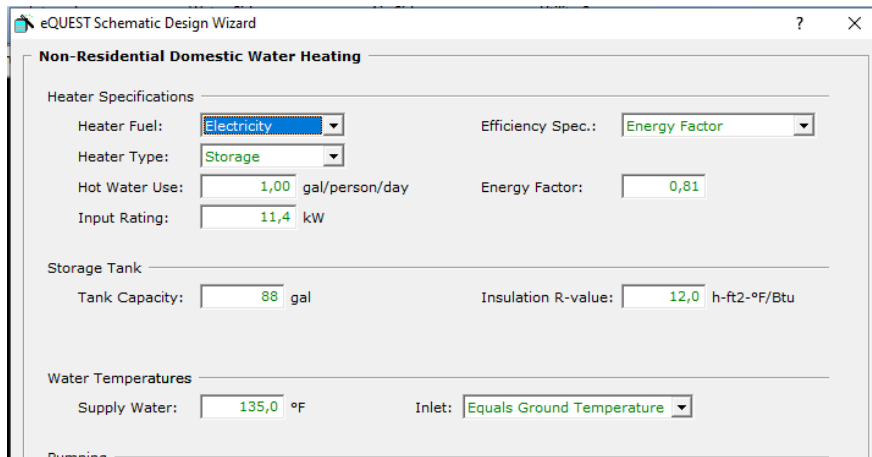 eQUEST Schematic Design Wizard ? ×
Non-Residential Domestic Water Heating
Heater Specifications
Heater Fuel: Electricity Efficiency Spec.: Energy Factor
Heater Type: Storage
Hot Water Use: 1,00 gal/person/day Energy Factor: 0,81
Input Rating: 11,4 kW
Storage Tank
Tank Capacity: 88 gal Insulation R-value: 12,0 h-ft2-ºF/Btu
Water Temperatures
Supply Water: 135,0 ºF Inlet: Equals Ground Temperature
Pumping